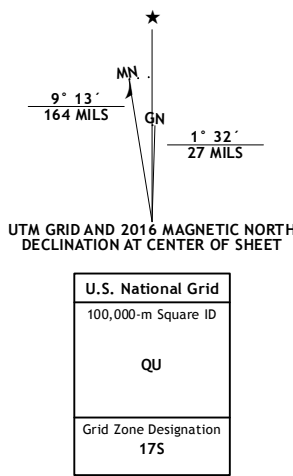 ★
MN
GN
9° 13´
164 MILS
1° 32´
27 MILS
UTM GRID AND 2016 MAGNETIC NORTH
DECLINATION AT CENTER OF SHEET
U.S. National Grid
100,000-m Square ID
QU
Grid Zone Designation
17S